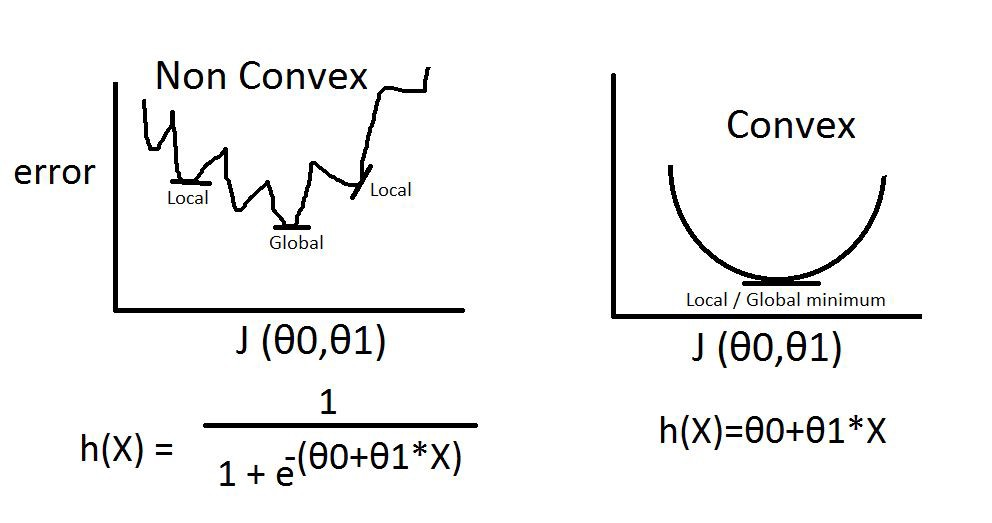 Non Convex
error
Local
Global
Local
J (θ0,θ1)
h(X) = 1
1 + e-(θ0+θ1*X)
Convex
Local / Global minimum
J (θ0,θ1)
h(X)=θ0+θ1*X